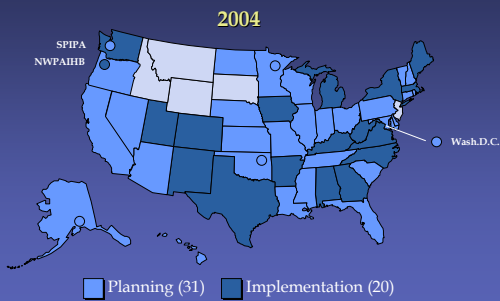 2004
SPIPA
NWPAIHB
Wash.D.C.
Planning (31) Implementation (20)